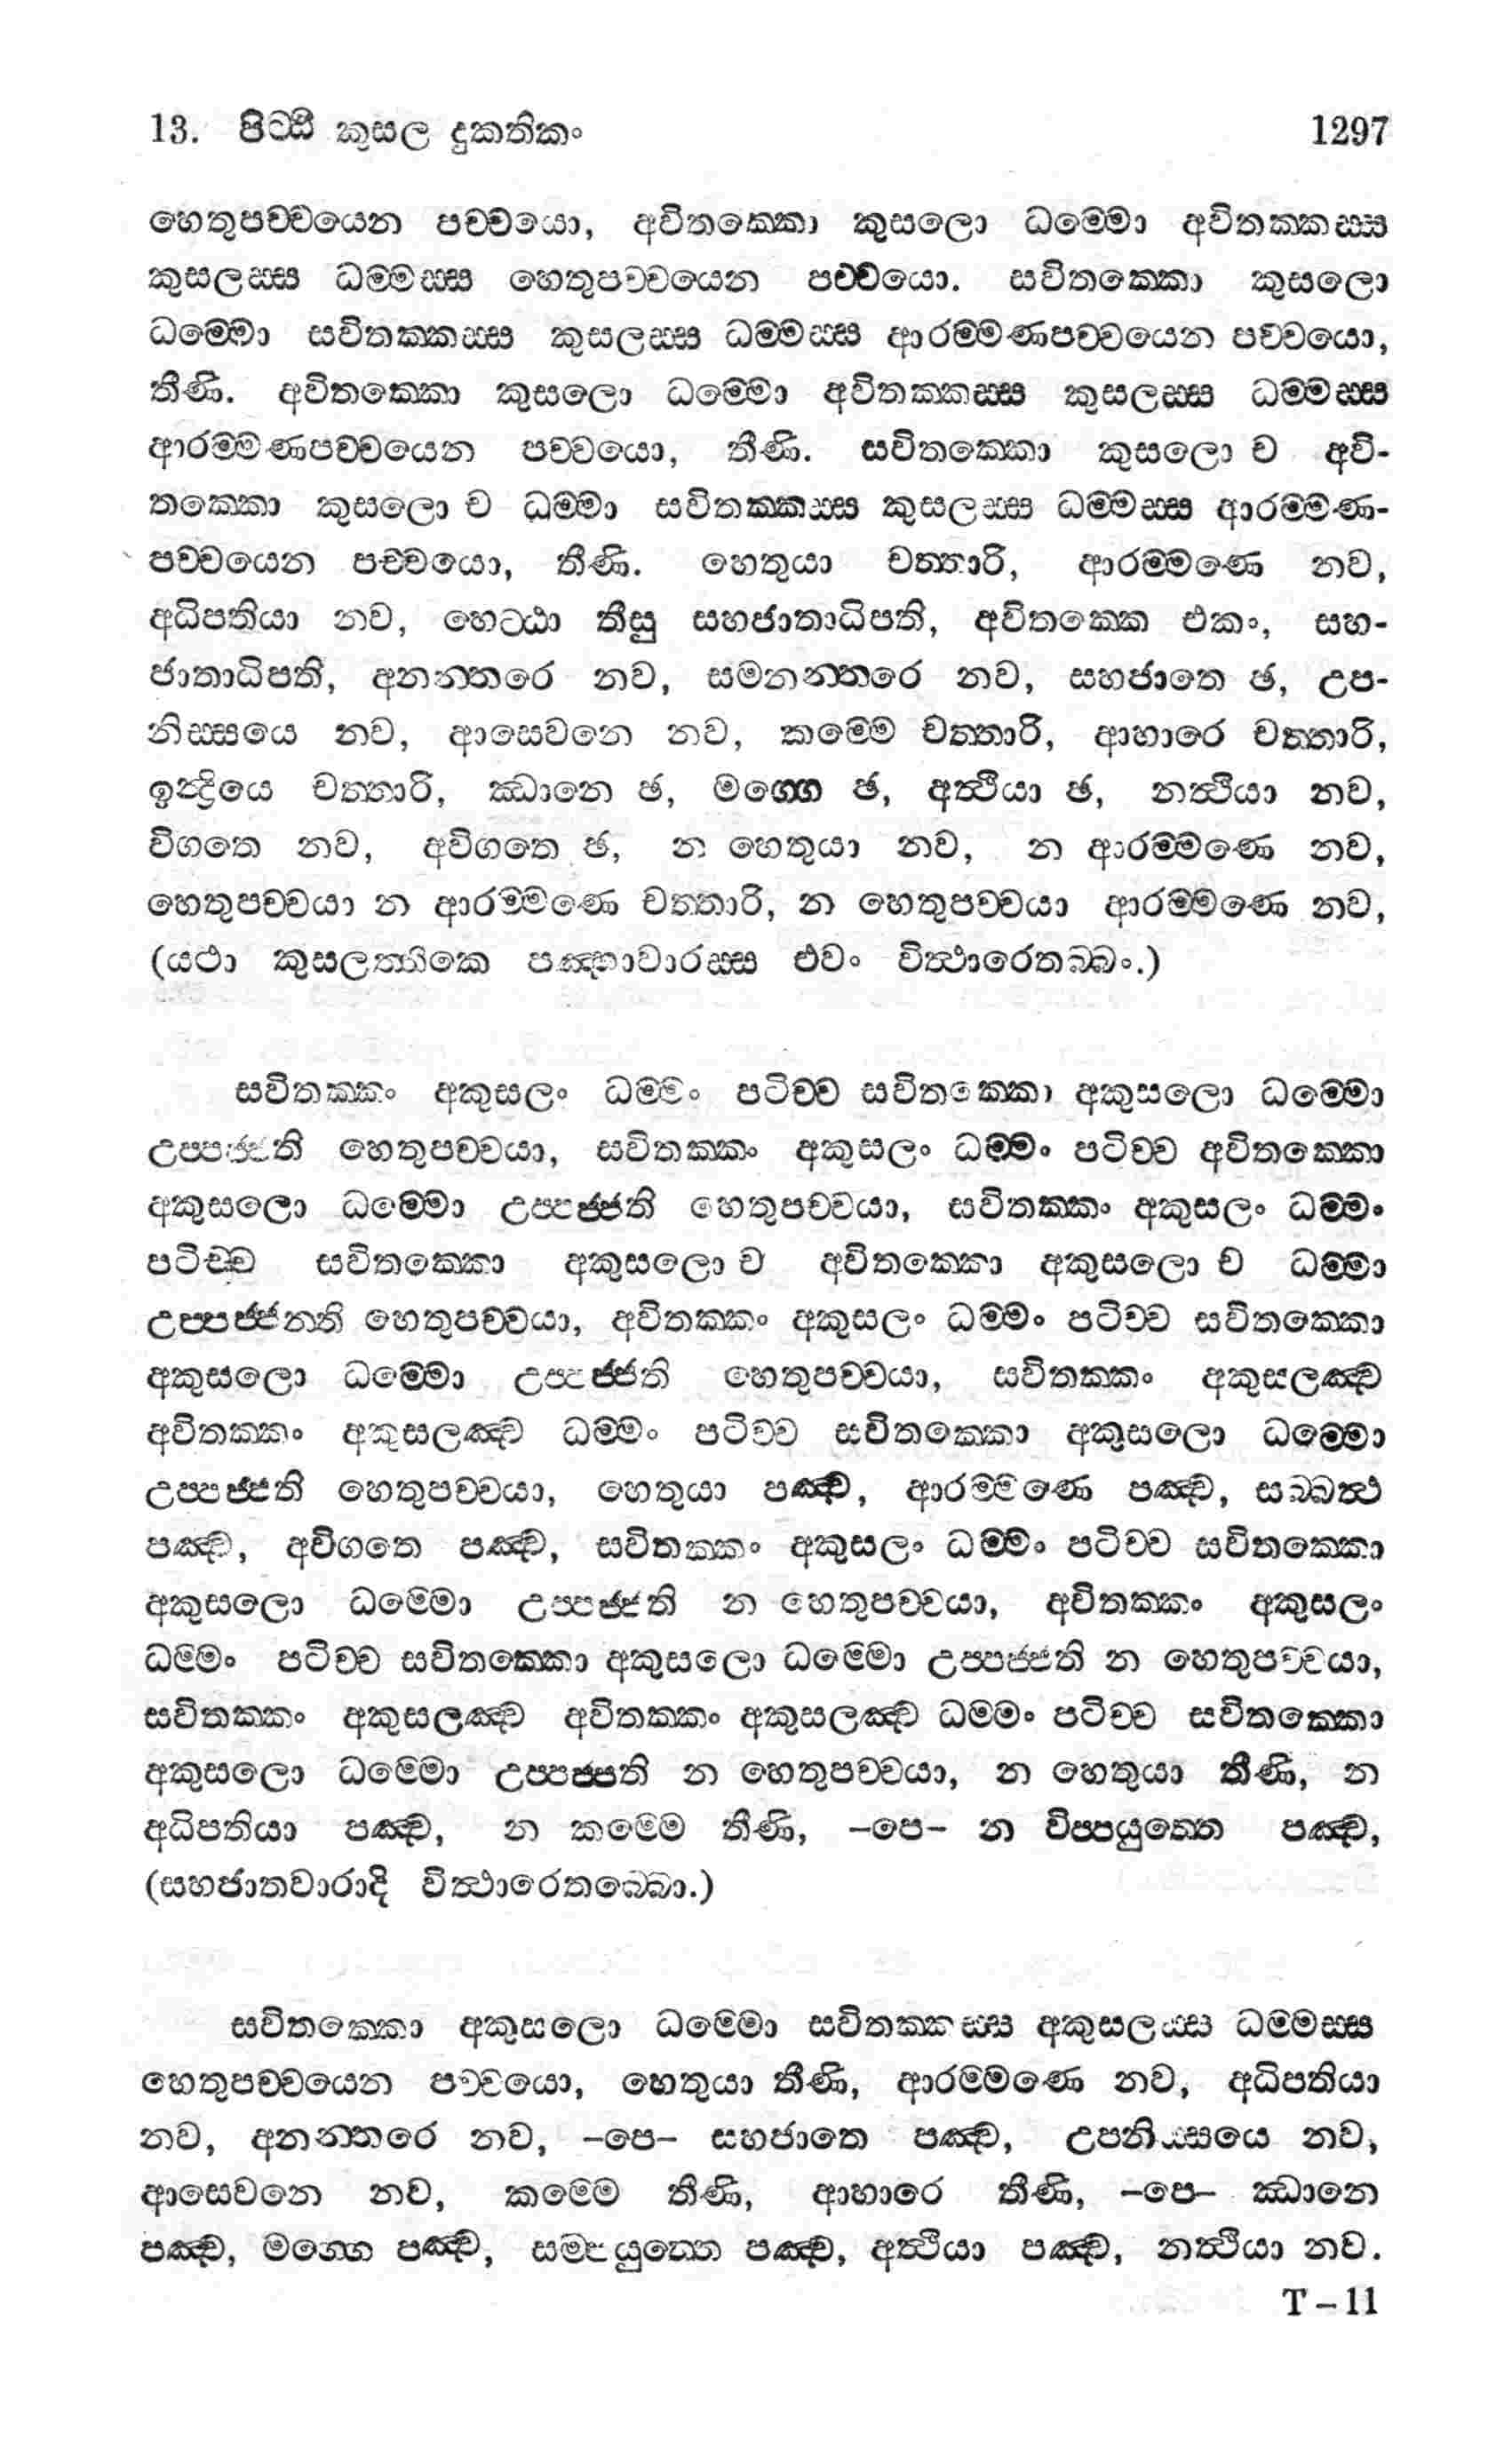 13. පිට්ඨි කුසල දුකතිකං 1297
හෙතුපච්චයෙන පච්චයො, අවිතක්කො කුසලො ධම්මො අවිතක්කස්ස
කුසලස්ස ධම්මස්ස හෙතුපච්චයෙන පච්චයො. සවිතක්කො කුසලො
ධම්මො සවිතක්කස්ස කුසලස්ස ධම්මස්ස ආරම්මණපච්චයෙන පච්චයො,
තීණි. අවිතක්කො කුසලො ධම්මො අවිතක්කස්ස කුසලස්ස ධම්මස්ස
ආරම්මණපච්චයෙන පච්චයො, තීණි. සවිතක්කො කුසලො ච අවි-
තක්කො කුසලො ච ධම්මා සවිතක්කස්ස කුසලස්ස ධම්මස්ස ආරම්මණ-
පච්චයෙන පච්චයො, තීණි. හෙතුයා චත්තාරි, ආරම්මණෙ නව,
අධිපතියා නව, හෙට්ඨා තීසු සහජාතාධිපති, අවිතක්කෙ එකං, සහ-
ජාතාධිපති, අනන්තරෙ නව, සමනන්තරෙ නව, සහජාතෙ ඡ, උප-
නිස්සයෙ නව, ආසෙවනෙ නව, කම්මෙ චත්තාරි, ආහාරෙ චත්තාරි,
ඉන්ද්‍රියෙ චත්තාරි, ඣානෙ ඡ, මග්ගෙ ඡ, අත්ථියා ඡ, නත්ථියා නව,
විගතෙ නව, අවිගතෙ ඡ, න හෙතුයා නව, න ආරම්මණෙ නව,
හෙතුපච්චයා න ආරම්මණෙ චත්තාරි, න හෙතුපච්චයා ආරම්මණෙ නව,
(යථා කුසලත්තිකෙ පඤ්හාවාරස්ස එවං විත්ථාරෙතබ්බං.)
සවිතක්කං අකුසලං ධම්මං පටිච්ච සවිතක්කො අකුසලො ධම්මො
උප්පජ්ජති හෙතුපච්චයා, සවිතක්කං අකුසලං ධම්මං පටිච්ච අවිතක්කො
අකුසලො ධම්මො උප්පජ්ජති හෙතුපච්චයා, සවිතක්කං අකුසලං ධම්මං
පටිච්ච සවිතක්කො අකුසලො ච අවිතක්කො අකුසලො ච ධම්මා
උප්පජ්ජන්ති හෙතුපච්චයා, අවිතක්කං අකුසලං ධම්මං පටිච්ච සවිතක්කො
අකුසලො ධම්මො උප්පජ්ජති හෙතුපච්චයා, සවිතක්කං අකුසලඤ්ච
අවිතක්කං අකුසලඤ්ච ධම්මං පටිච්ච සවිතක්කො අකුසලො ධම්මො
උප්පජ්ජති හෙතුපච්චයා, හෙතුයා පඤ්ච, ආරම්මණෙ පඤ්ච, සබ්බත්ථ
පඤ්ච, අවිගතෙ පඤ්ච, සවිතක්කං අකුසලං ධම්මං පටිච්ච සවිතක්කො
අකුසලො ධම්මො උප්පජ්ජති න හෙතුපච්චයා, අවිතක්කං අකුසලං
ධම්මං පටිච්ච සවිතක්කො අකුසලො ධම්මො උප්පජ්ජති න හෙතුපච්චයා,
සවිතක්කං අකුසලඤ්ච අවිතක්කං අකුසලඤ්ච ධම්මං පටිච්ච සවිතක්කො
අකුසලො ධම්මො උප්පජ්ජති න හෙතුපච්චයා, න හෙතුයා තීණි, න
අධිපතියා පඤ්ච, න කම්මෙ තීණි, –පෙ– න විප්පයුත්තෙ පඤ්ච,
(සහජාතවාරාදි විත්ථාරෙතබ්බො.)
සවිතක්කො අකුසලො ධම්මො සවිතක්කස්ස අකුසලස්ස ධම්මස්ස
හෙතුපච්චයෙන පච්චයො, හෙතුයා තීණි, ආරම්මණෙ නව, අධිපතියා
නව, අනන්තරෙ නව, –පෙ– සහජාතෙ පඤ්ච, උපනිස්සයෙ නව,
ආසෙවනෙ නව, කම්මෙ තීණි, ආහාරෙ තීණි, –පෙ– ඣානෙ
පඤ්ච, මග්ගෙ පඤ්ච, සම්පයුත්තෙ පඤ්ච, අත්ථියා පඤ්ච, නත්ථියා නව.
T – 11